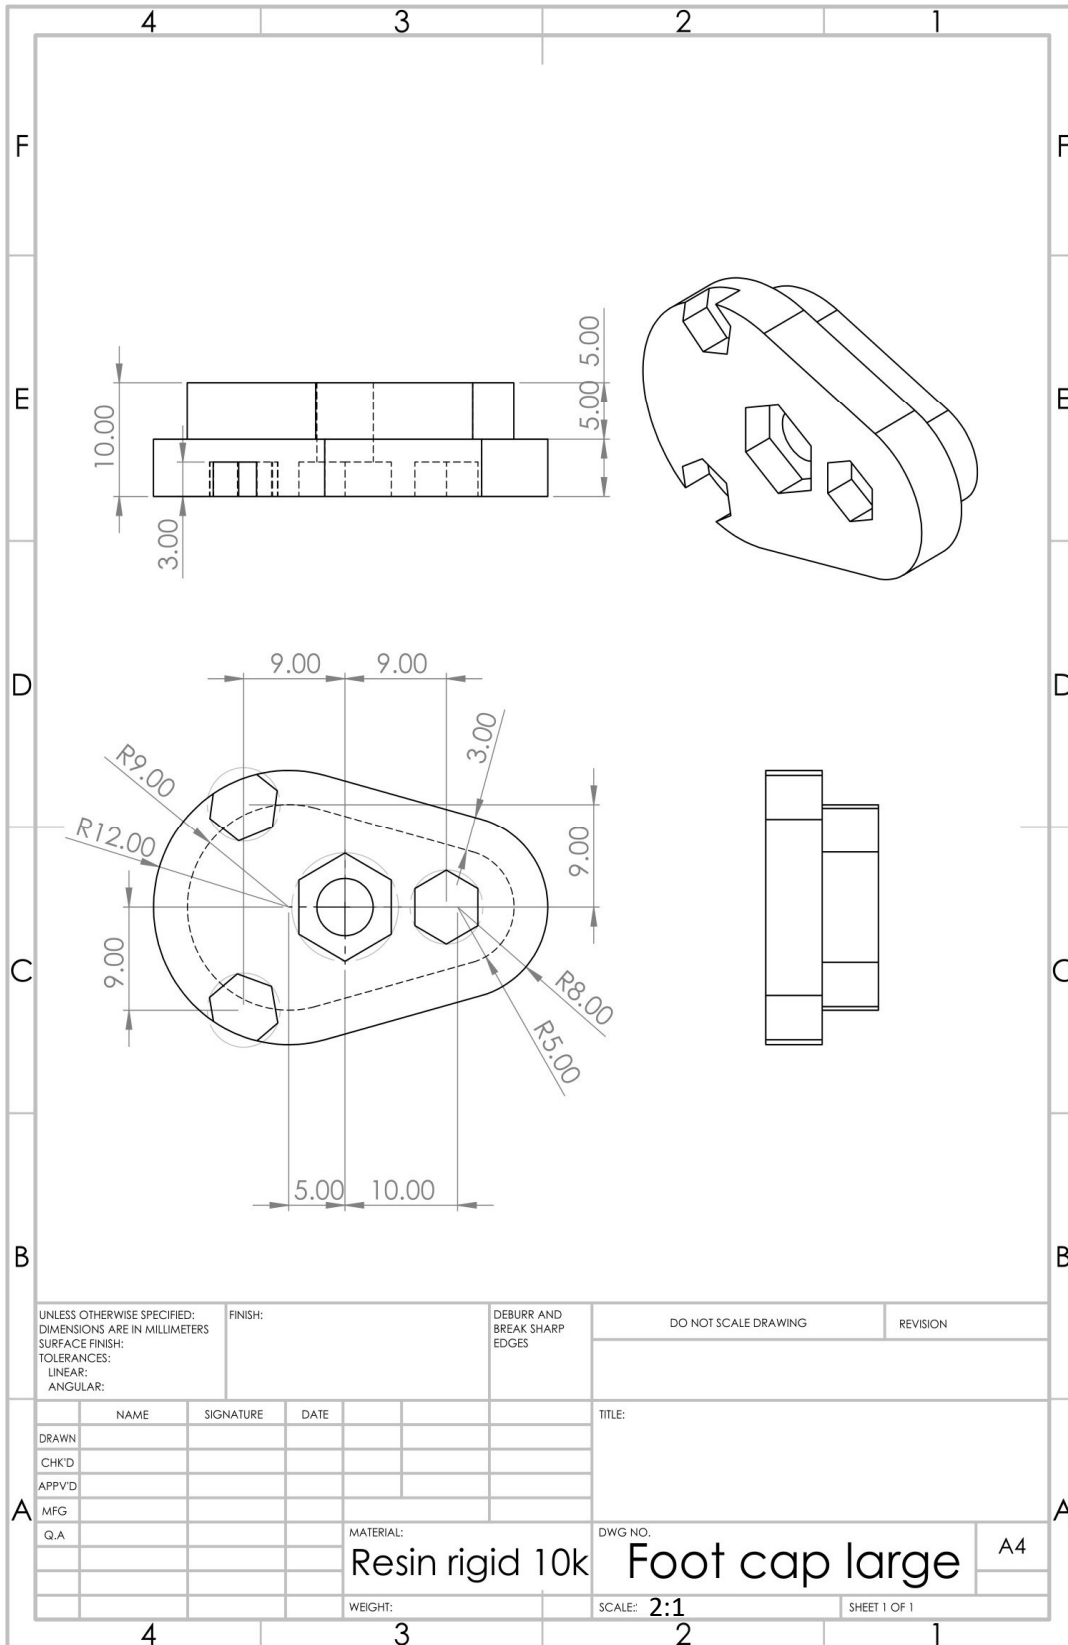 4 3 2 1
F F
5.00
E 10.00 5.00 E
3.00
D 9.00 9.00 D
R9.00 3.00
R12.00 9.00
9.00
C R8.00 C
R5.00
5.00 10.00
B B
UNLESS OTHERWISE SPECIFIED:
DIMENSIONS ARE IN MILLIMETERS
SURFACE FINISH:
TOLERANCES:
LINEAR:
ANGULAR:
FINISH:
DEBURR AND
BREAK SHARP
EDGES
DO NOT SCALE DRAWING
REVISION
NAME SIGNATURE DATE
TITLE:
DRAWN
CHK'D
APPV'D
A MFG A
Q.A
MATERIAL:
Resin rigid 10k
DWG NO.
Foot cap large
A4
WEIGHT:
SCALE: 2:1
SHEET 1 OF 1
4 3 2 1